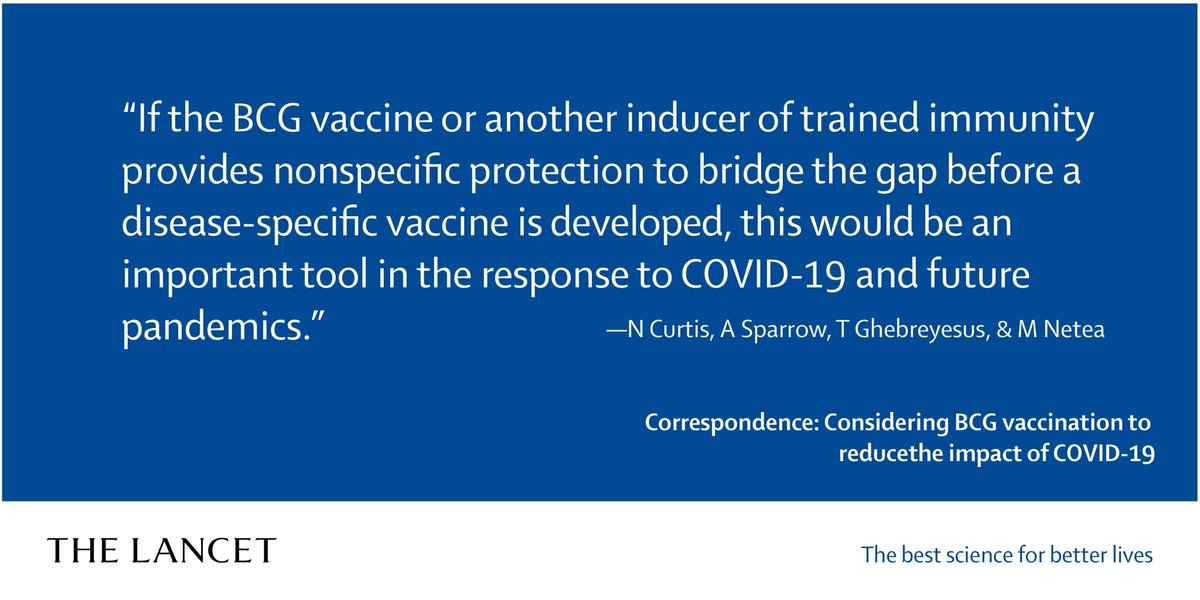 “If the BCG vaccine or another inducer of trained immunity
provides nonspecific protection to bridge the gap before a
disease-specific vaccine is developed, this would be an
important tool in the response to COVID-19 and future
pandemics.”
—N Curtis, A Sparrow, T Ghebreyesus, & M Netea
Correspondence: Considering BCG vaccination to
reducethe impact of COVID-19
THE LANCET
The best science for better lives